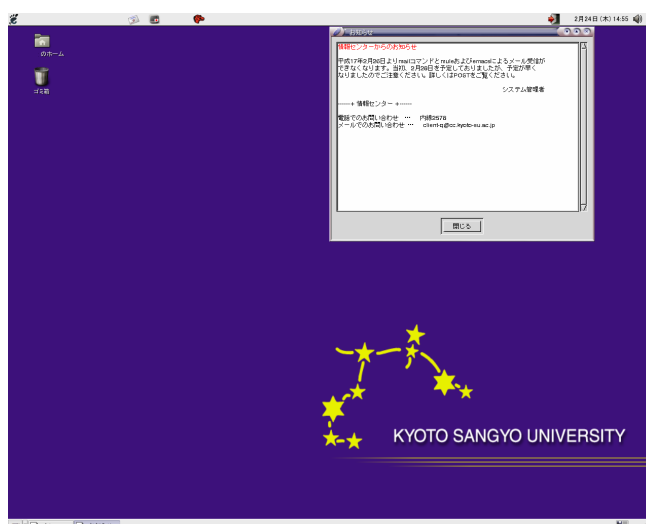 2月24日 (木) 14:55
のホーム
ゴミ箱
お知らせ
情報センターからのお知らせ
平成17年2月26日よりmailコマンドとmuleおよびemacsによるメール受信が
できなくなります。当初、2月28日を予定しておりましたが、予定が早く
なりましたのでご注意ください。詳しくはPOSTをご覧ください。
システム管理者
------+ 情報センター +------
電話でのお問い合わせ … 内線2578
メールでのお問い合わせ … client-q@cc.kyoto-su.ac.jp
閉じる
KYOTO SANGYO UNIVERSITY